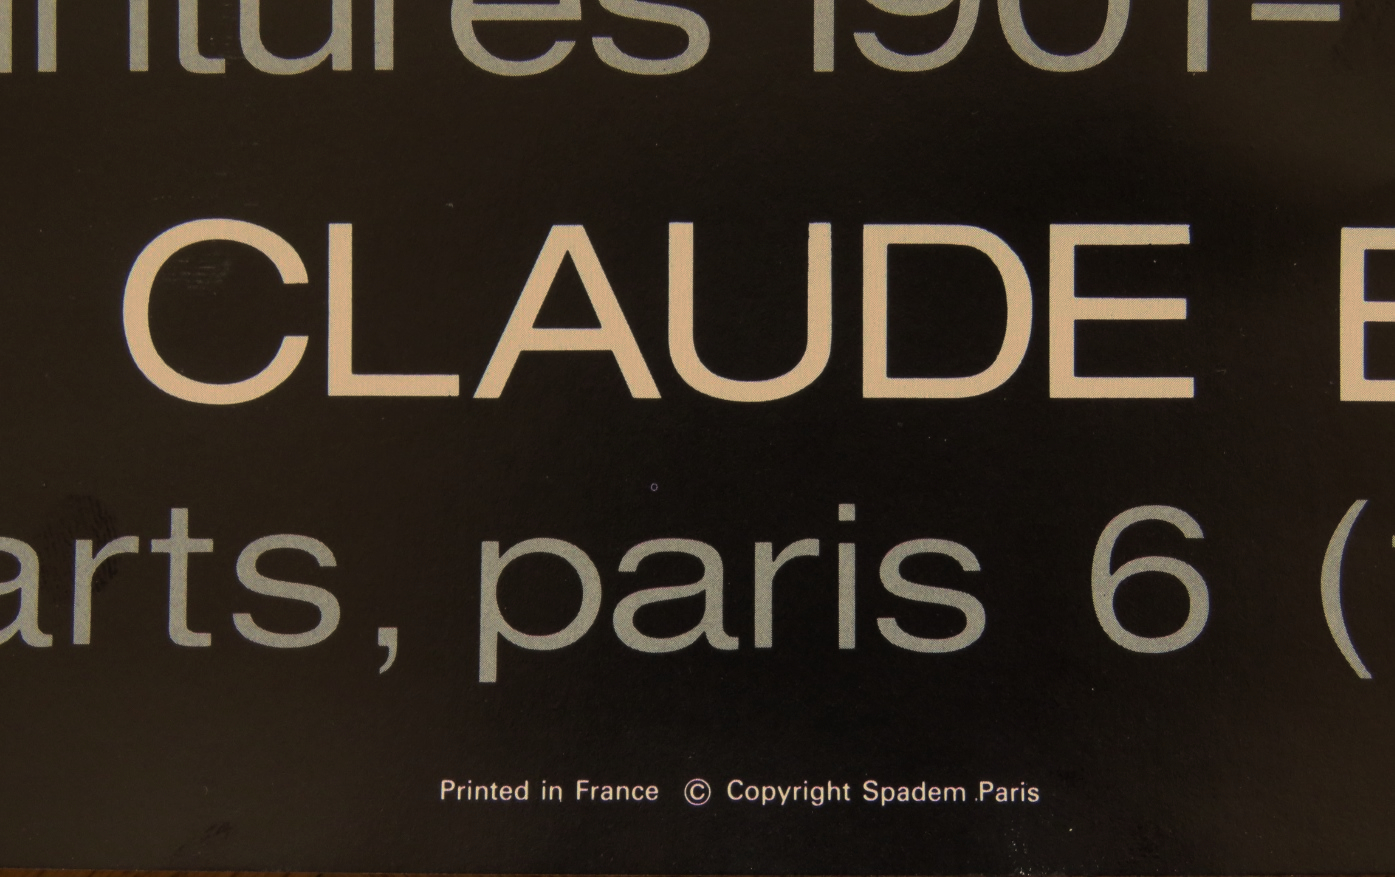 intures 1901-
CLAUDE
arts, paris 6 (
Printed in France © Copyright Spadem Paris